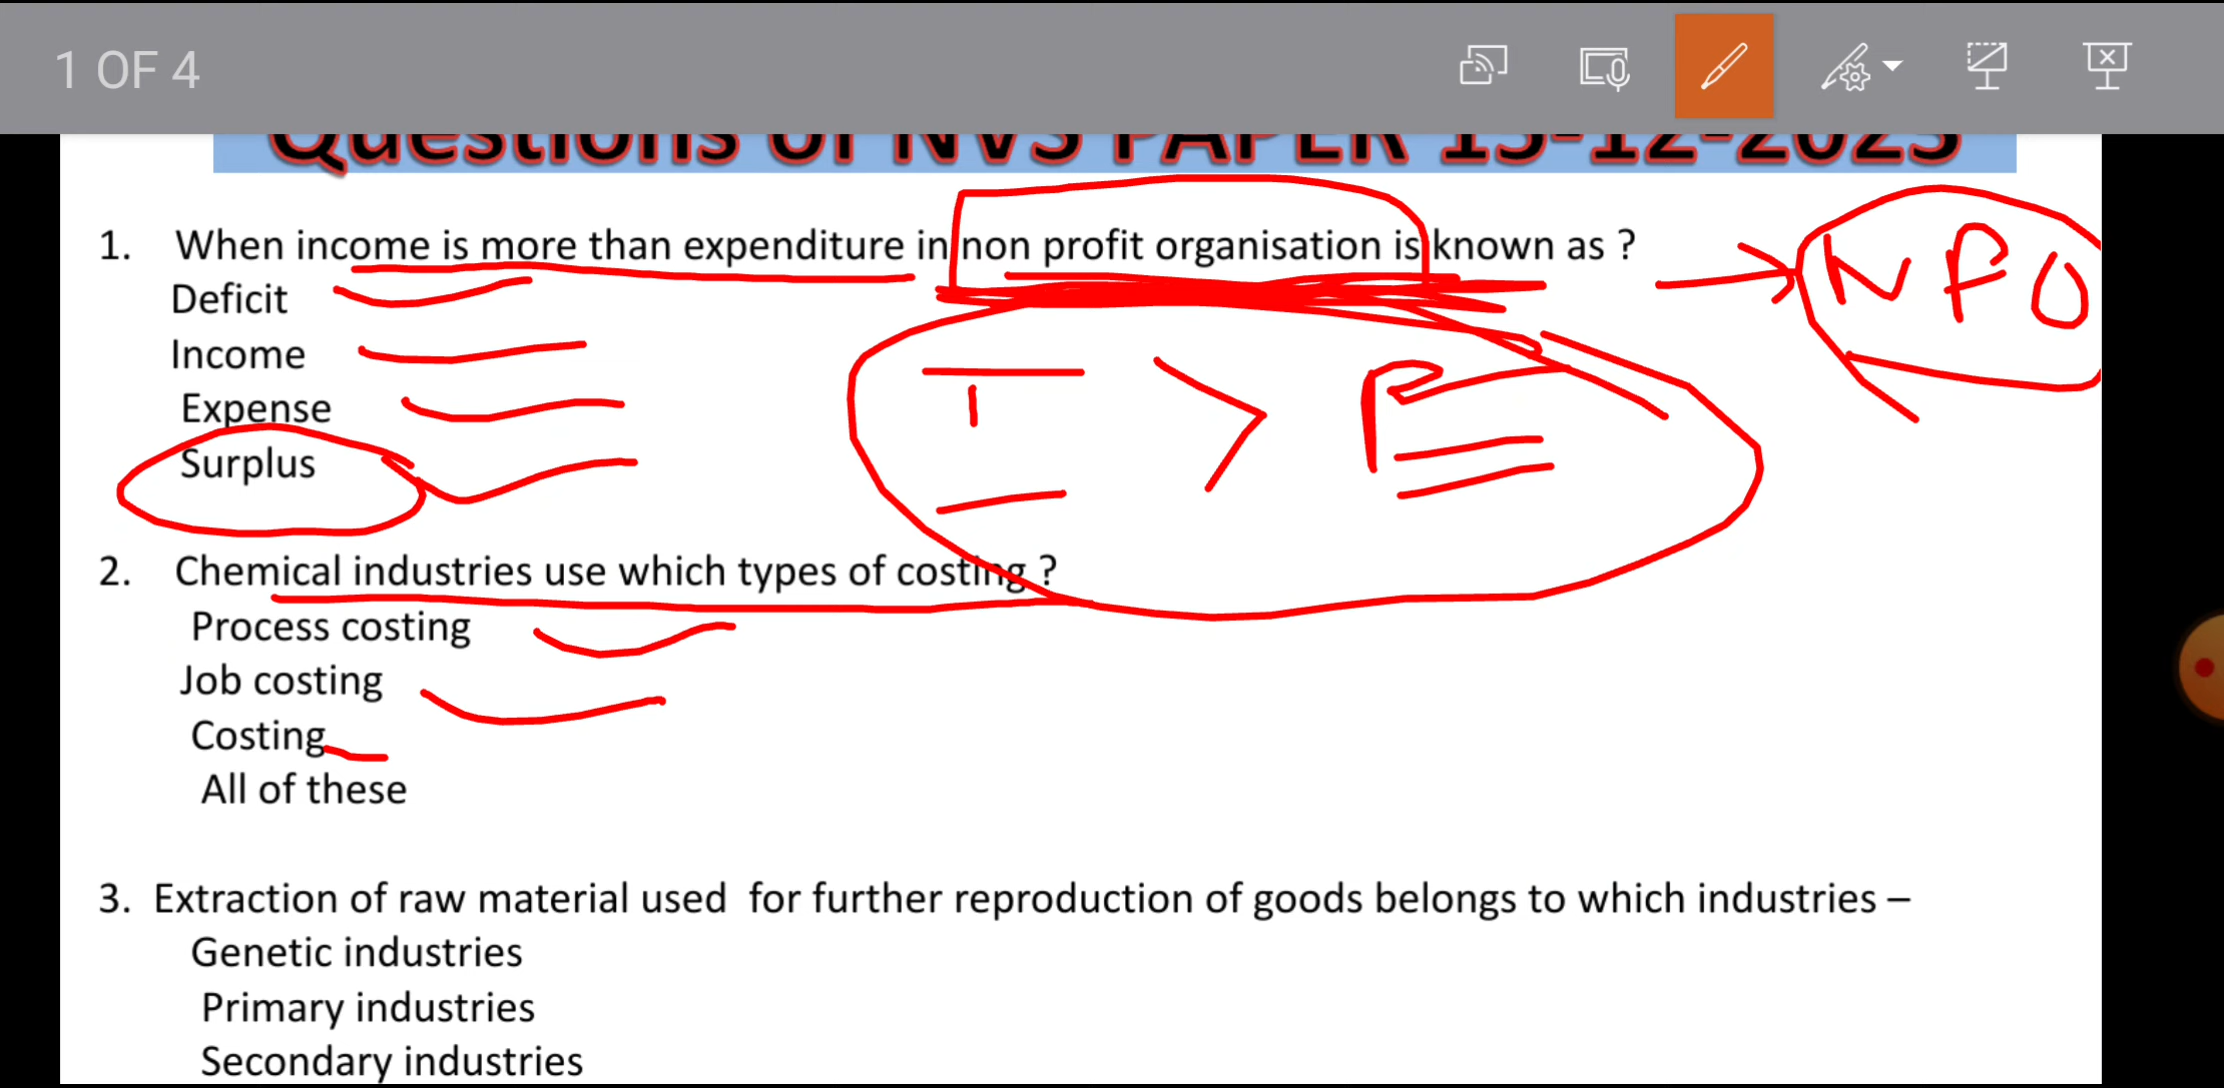 1 OF 4
Questions of NVS PAPER 15-12-2023
1. When income is more than expenditure in non profit organisation is known as ?
NPO
Deficit
Income
Expense
Surplus
I > E
2. Chemical industries use which types of costing ?
Process costing
Job costing
Costing
All of these
3. Extraction of raw material used for further reproduction of goods belongs to which industries –
Genetic industries
Primary industries
Secondary industries